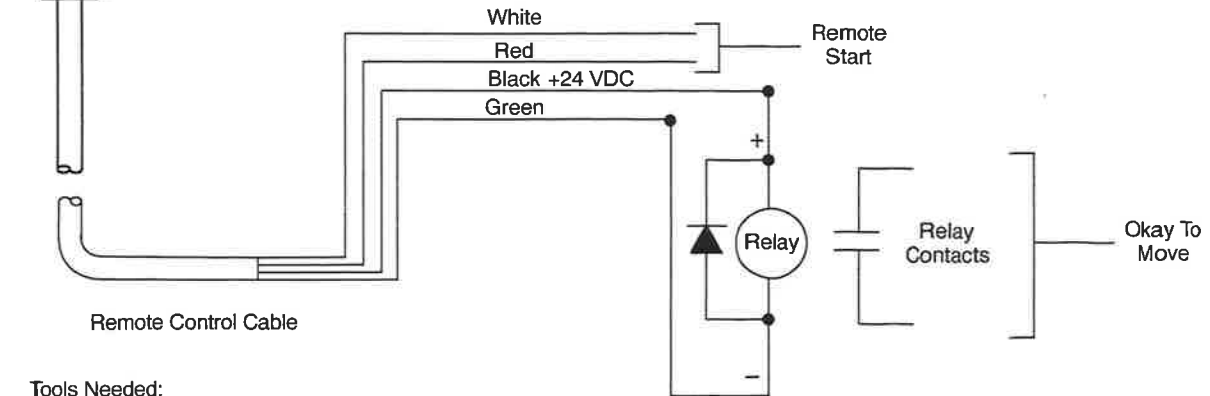 White
Remote
Start
Red
Black +24 VDC
Green
+
Relay
Relay
Contacts
Okay To
Move
Remote Control Cable
–
Tools Needed: